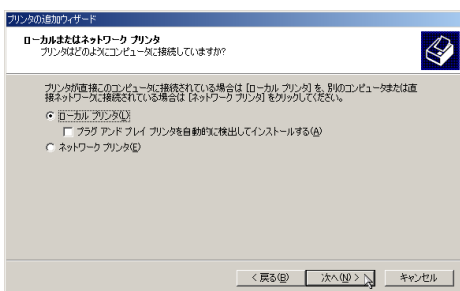 プリンタの追加ウィザード
ローカルまたはネットワーク プリンタ
プリンタはどのようにコンピュータに接続していますか?
プリンタが直接このコンピュータに接続されている場合は [ローカル プリンタ] を、別のコンピュータまたは直
接ネットワークに接続されている場合は [ネットワーク プリンタ] をクリックしてください。
ローカル プリンタ(L)
プラグ アンド プレイ プリンタを自動的に検出してインストールする(A)
ネットワーク プリンタ(E)
< 戻る(B)
次へ(N) >
キャンセル